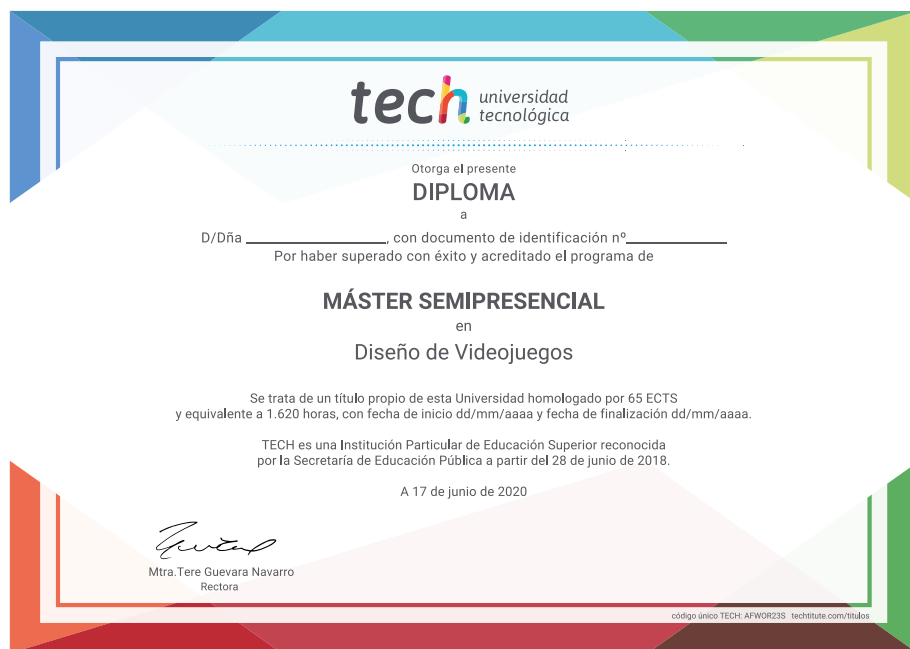 tech universidad
tecnológica
Otorga el presente
DIPLOMA
a
D/Dña ________________, con documento de identificación nº____________
Por haber superado con éxito y acreditado el programa de
MÁSTER SEMIPRESENCIAL
en
Diseño de Videojuegos
Se trata de un título propio de esta Universidad homologado por 65 ECTS
y equivalente a 1.620 horas, con fecha de inicio dd/mm/aaaa y fecha de finalización dd/mm/aaaa.
TECH es una Institución Particular de Educación Superior reconocida
por la Secretaría de Educación Pública a partir del 28 de junio de 2018.
A 17 de junio de 2020
Mtra.Tere Guevara Navarro
Rectora
código único TECH: AFWOR23S techtitute.com/titulos